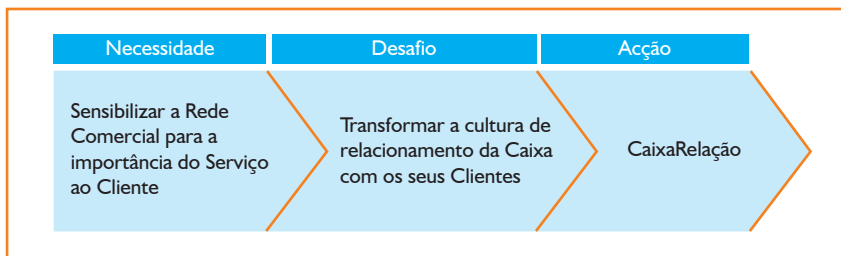 Necessidade
Desafio
Acção
Sensibilizar a Rede
Comercial para a
importância do Serviço
ao Cliente
Transformar a cultura de
relacionamento da Caixa
com os seus Clientes
CaixaRelação